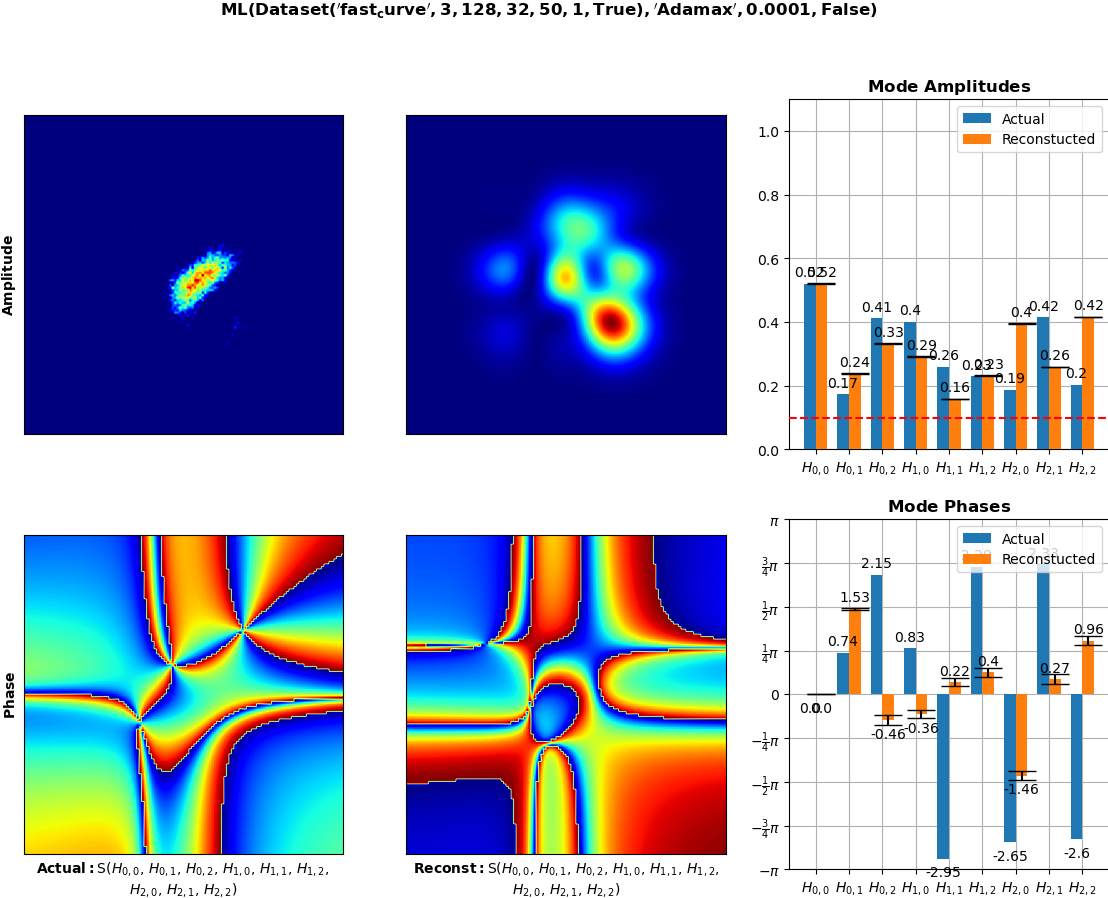 ML(Dataset('fast_curve', 3, 128, 32, 50, 1, True), 'Adamax', 0.0001, False)
Amplitude
Mode Amplitudes
Actual
Reconstucted
1.0
0.8
0.6
0.4
0.2
0.0
0.52 0.52
0.17 0.24
0.41 0.33
0.4 0.29
0.26 0.16
0.23 0.23
0.19 0.4
0.42 0.26
0.2 0.42
H0,0 H0,1 H0,2 H1,0 H1,1 H1,2 H2,0 H2,1 H2,2
Phase
Actual: S(H0,0, H0,1, H0,2, H1,0, H1,1, H1,2,
H2,0, H2,1, H2,2)
Reconst: S(H0,0, H0,1, H0,2, H1,0, H1,1, H1,2,
H2,0, H2,1, H2,2)
Mode Phases
Actual
Reconstucted
π
3/4π
1/2π
1/4π
0
−1/4π
−1/2π
−3/4π
−π
0.0 0.0
0.74 1.53
2.15 -0.46
0.83 -0.36
-2.95 0.22
0.4
-2.65 -1.46
0.27
-2.6 0.96
H0,0 H0,1 H0,2 H1,0 H1,1 H1,2 H2,0 H2,1 H2,2